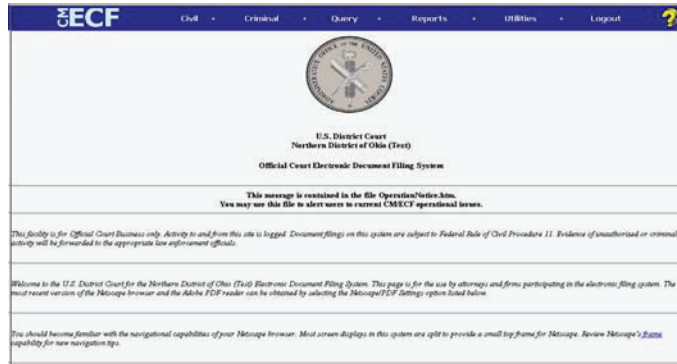 CM ECF Civil Criminal Query Reports Utilities Logout ?
ADMINISTRATIVE OFFICE OF THE UNITED STATES COURTS
U.S. District Court
Northern District of Ohio (Test)
Official Court Electronic Document Filing System
This message is contained in the file OperationNotice.htm.
You may use this file to alert users to current CM/ECF operational issues.
This facility is for Official Court Business only. Activity to and from this site is logged. Document filings on this system are subject to Federal Rule of Civil Procedure 11. Evidence of unauthorized or criminal
activity will be forwarded to the appropriate law enforcement officials.
Welcome to the U.S. District Court for the Northern District of Ohio (Test) Electronic Document Filing System. This page is for the use by attorneys and firms participating in the electronic filing system. The
most recent version of the Netscape browser and the Adobe PDF reader can be obtained by selecting the Netscape/PDF Settings option listed below.
You should become familiar with the navigational capabilities of your Netscape browser. Most screen displays in this system are split to provide a small top frame for Netscape. Review Netscape's frame
capability for new navigation tips.